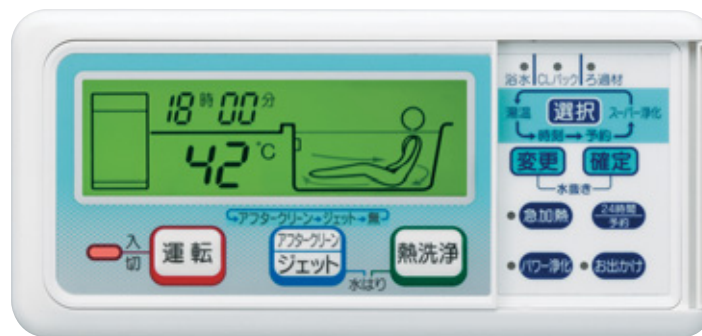 浴水 CLパック ろ過材
18時00分
湯温 選択 スーパー浄化
時刻 予約
42℃
変更 確定
水抜き
アフタークリーン→ジェット→無
急加熱 24時間/予約
入/切 運転
アフタークリーン
ジェット
熱洗浄
水はり
パワー浄化 お出かけ